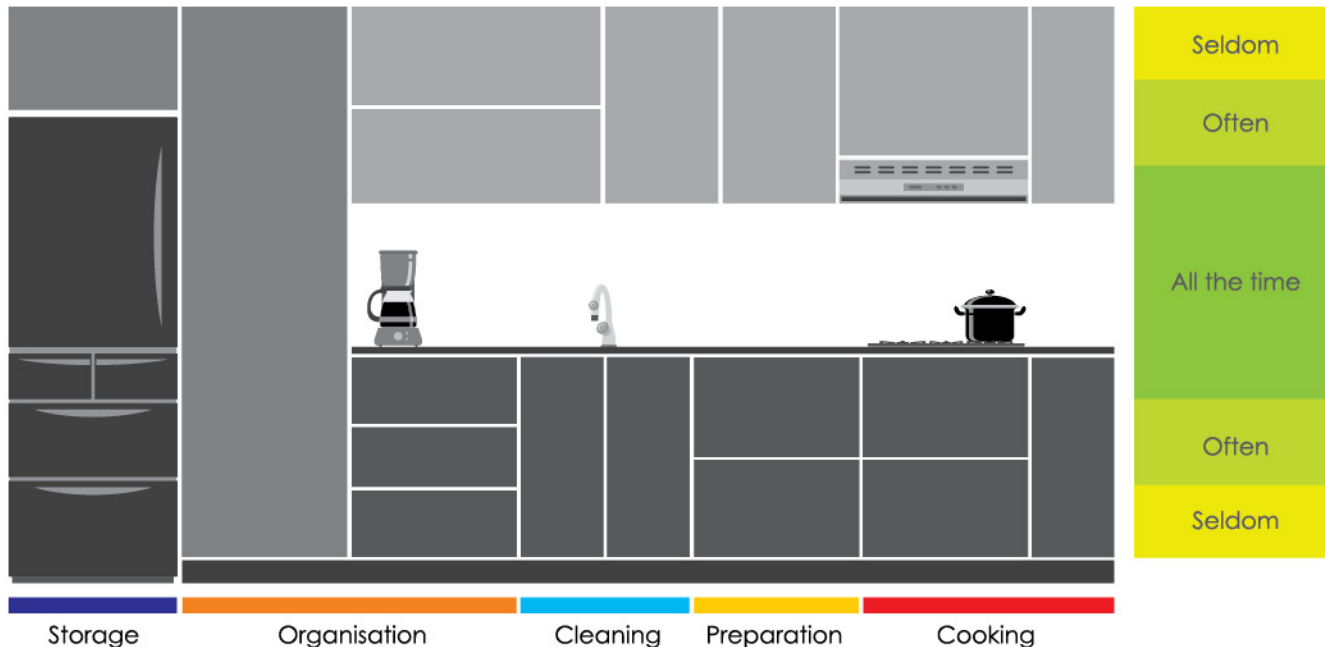 Seldom
Often
All the time
Often
Seldom
Storage
Organisation
Cleaning
Preparation
Cooking